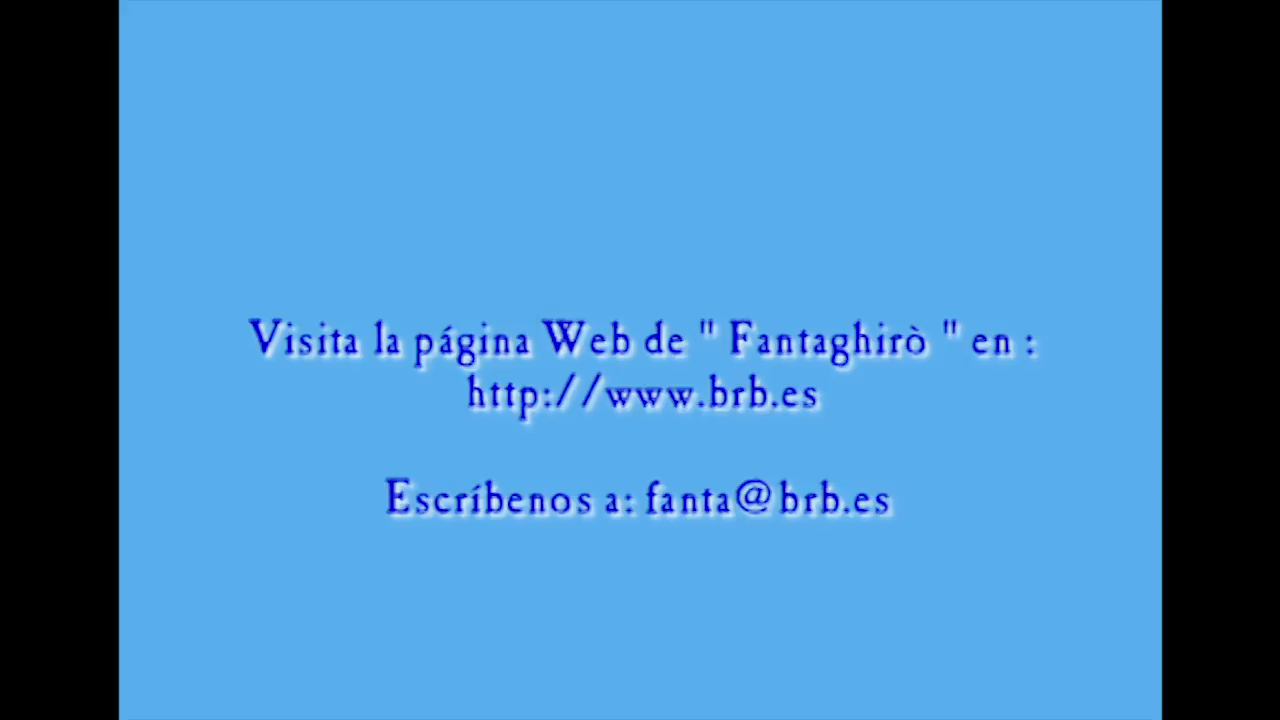 Visita la página Web de " Fantaghirò " en :
http://www.brb.es
Escríbenos a: fanta@brb.es